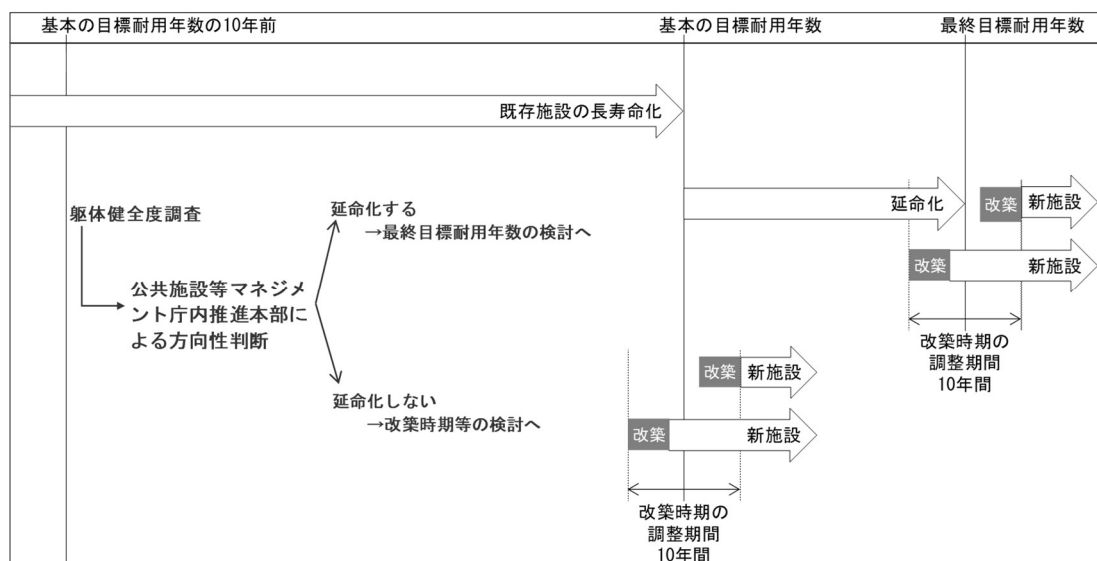 基本の目標耐用年数の10年前
基本の目標耐用年数
最終目標耐用年数
既存施設の長寿命化
躯体健全度調査
公共施設等マネジメ
ント庁内推進本部に
よる方向性判断
延命化する
→最終目標耐用年数の検討へ
延命化しない
→改築時期等の検討へ
延命化
改築
新施設
改築
新施設
改築時期の
調整期間
10年間
改築
新施設
改築
新施設
改築時期の
調整期間
10年間